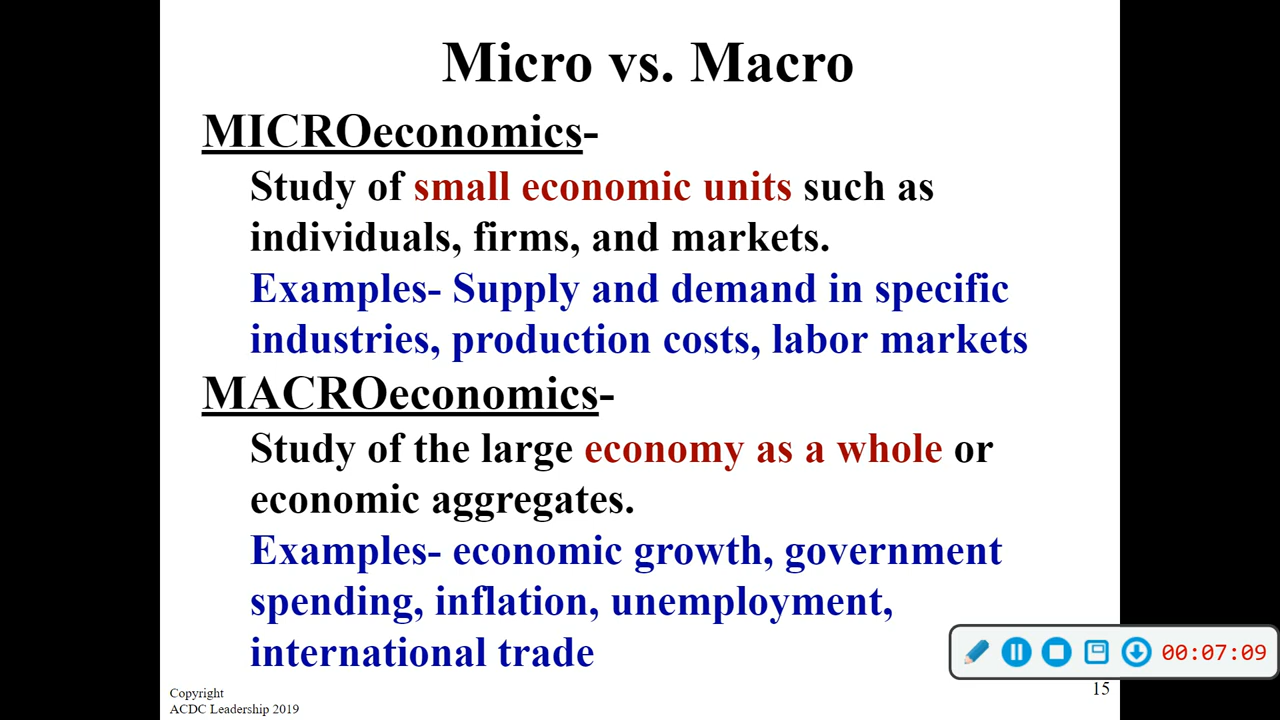 Micro vs. Macro
MICROeconomics-
Study of small economic units such as
individuals, firms, and markets.
Examples- Supply and demand in specific
industries, production costs, labor markets
MACROeconomics-
Study of the large economy as a whole or
economic aggregates.
Examples- economic growth, government
spending, inflation, unemployment,
international trade
00:07:09
Copyright
ACDC Leadership 2019
15